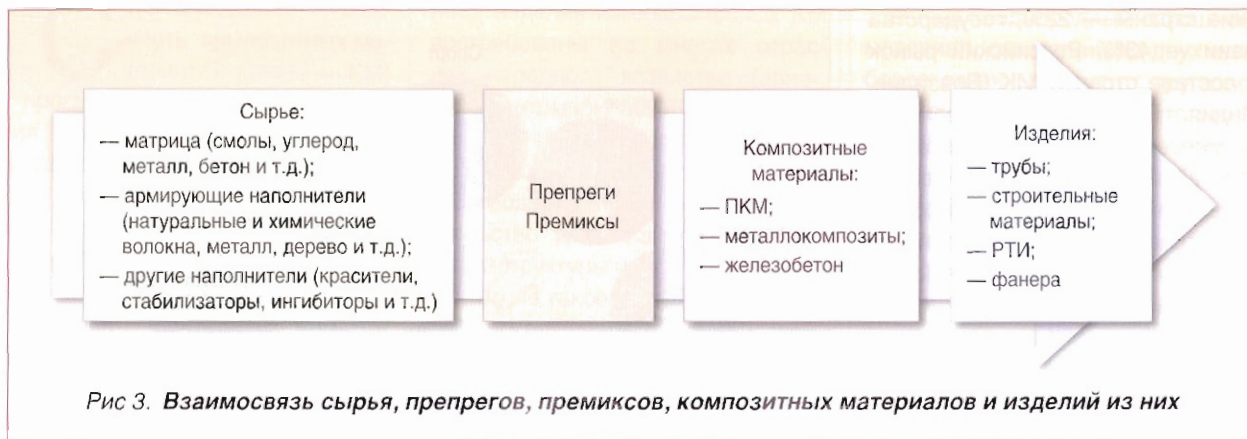 Сырье:
— матрица (смолы, углерод,
металл, бетон и т.д.);
— армирующие наполнители
(натуральные и химические
волокна, металл, дерево и т.д.);
— другие наполнители (красители,
стабилизаторы, ингибиторы и т.д.)
Препреги
Премиксы
Композитные
материалы:
— ПКМ;
— металлокомпозиты;
— железобетон
Изделия:
— трубы;
— строительные
материалы;
— РТИ;
— фанера
Рис 3. Взаимосвязь сырья, препрегов, премиксов, композитных материалов и изделий из них